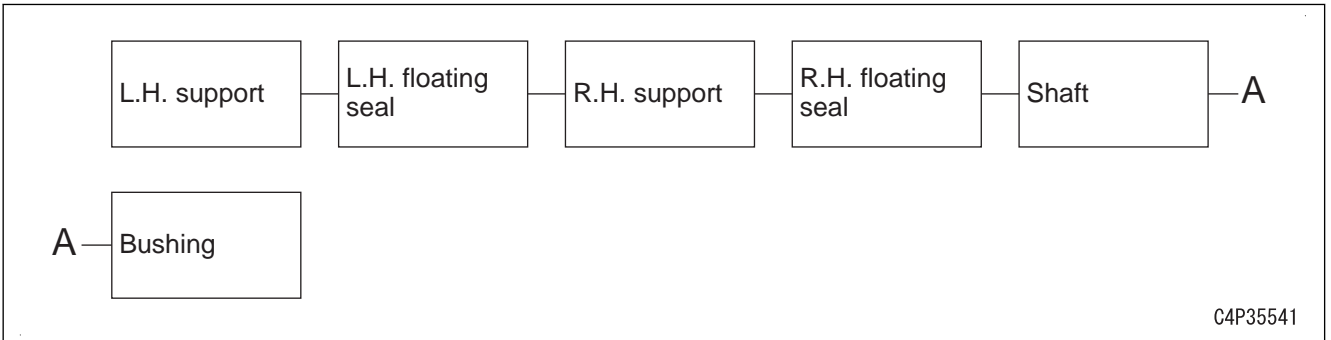 L.H. support
L.H. floating
seal
R.H. support
R.H. floating
seal
Shaft
A
A
Bushing
C4P35541